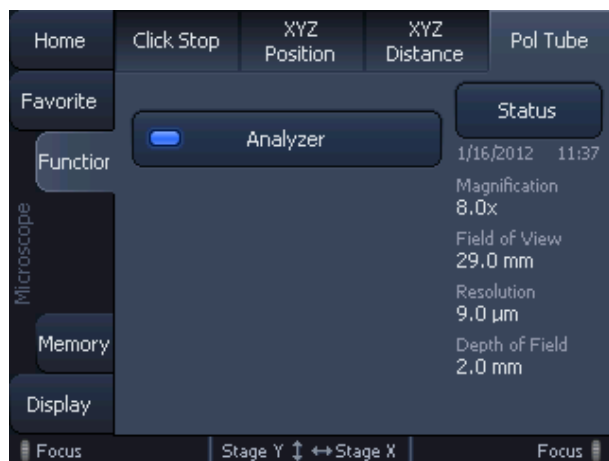 Home
Click Stop
XYZ
Position
XYZ
Distance
Pol Tube
Favorite
Function
Microscope
Memory
Display
Analyzer
Status
1/16/2012 11:37
Magnification
8.0x
Field of View
29.0 mm
Resolution
9.0 µm
Depth of Field
2.0 mm
Focus
Stage Y ↕ ↔ Stage X
Focus